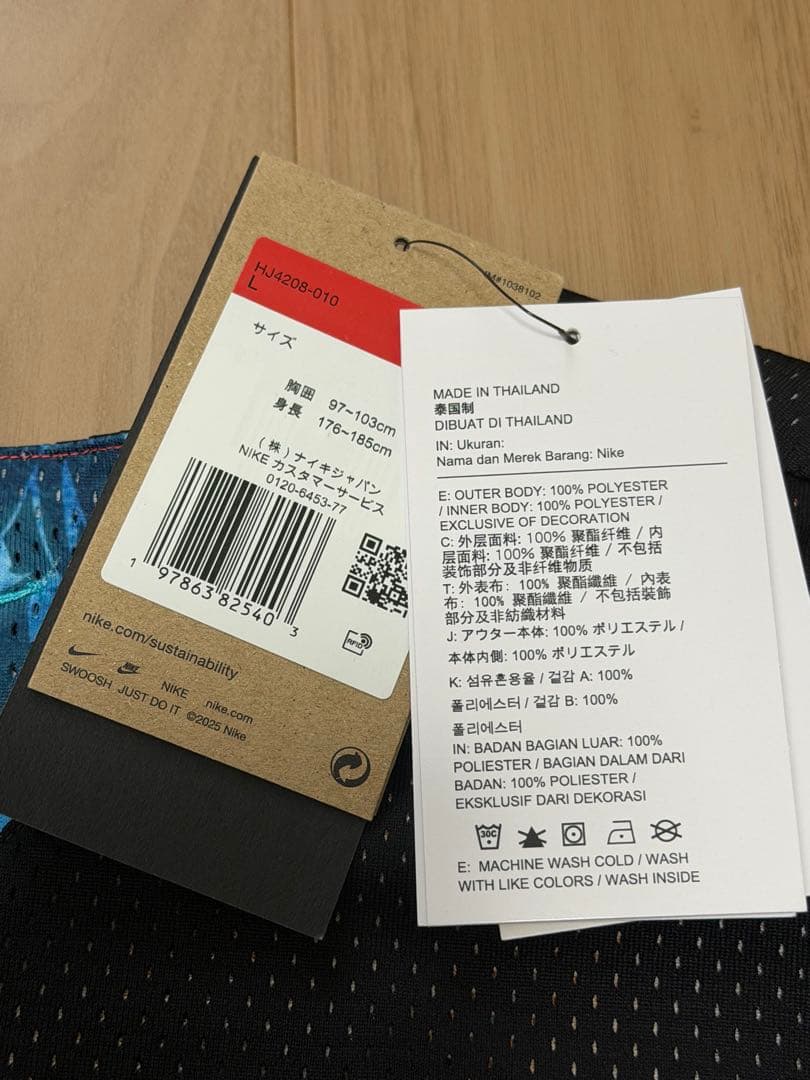 HJ4208-010
L
IM#1038102
サイズ
胸囲 97~103cm
身長 176~185cm
(株)ナイキジャパン
NIKE カスタマーサービス
0120-6453-77
1 97863 82540 3
RFID
nike.com/sustainability
NIKE
SWOOSH JUST DO IT NIKE nike.com
©2025 Nike
MADE IN THAILAND
泰国制
DIBUAT DI THAILAND
IN: Ukuran:
Nama dan Merek Barang: Nike
E: OUTER BODY: 100% POLYESTER
/ INNER BODY: 100% POLYESTER /
EXCLUSIVE OF DECORATION
C: 外层面料: 100% 聚酯纤维 / 内
层面料: 100% 聚酯纤维 / 不包括
装饰部分及非纤维物质
T: 外表布: 100% 聚酯纖維 / 內表
布: 100% 聚酯纖維 / 不包括裝飾
部分及非紡織材料
J: アウター本体: 100% ポリエステル /
本体内側: 100% ポリエステル
K: 섬유혼용율 / 겉감 A: 100%
폴리에스터 / 겉감 B: 100%
폴리에스터
IN: BADAN BAGIAN LUAR: 100%
POLIESTER / BAGIAN DALAM DARI
BADAN: 100% POLIESTER /
EKSKLUSIF DARI DEKORASI
30C
E: MACHINE WASH COLD / WASH
WITH LIKE COLORS / WASH INSIDE